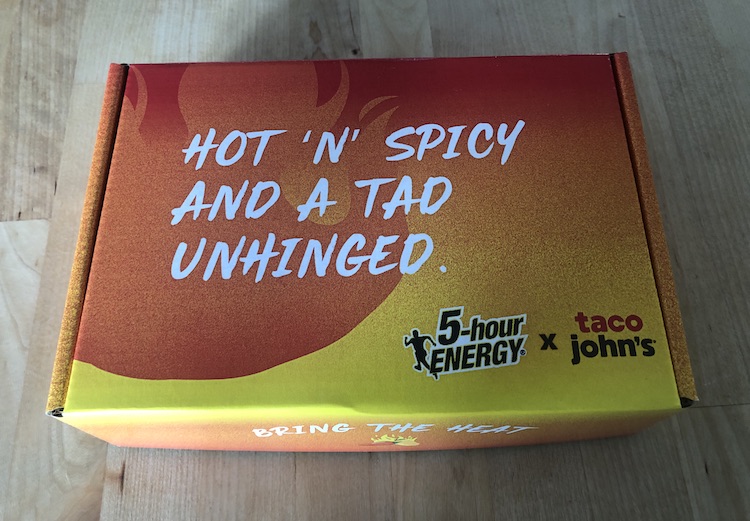 HOT 'N' SPICY
AND A TAD
UNHINGED.
5-hour
ENERGY®
x
taco
john's®
BRING THE HEAT